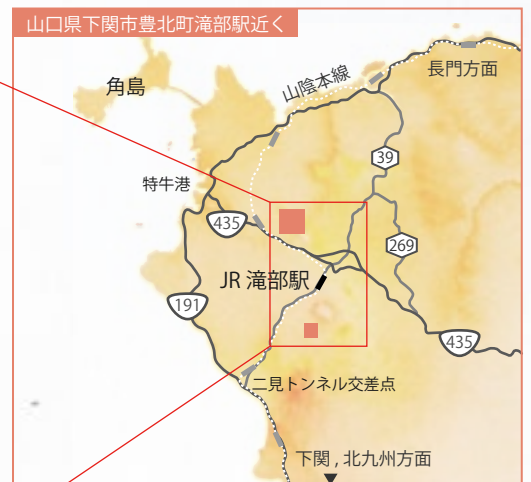 山口県下関市豊北町滝部駅近く
長門方面
山陰本線
角島
39
特牛港
435
269
JR 滝部駅
191
435
二見トンネル交差点
下関 , 北九州方面